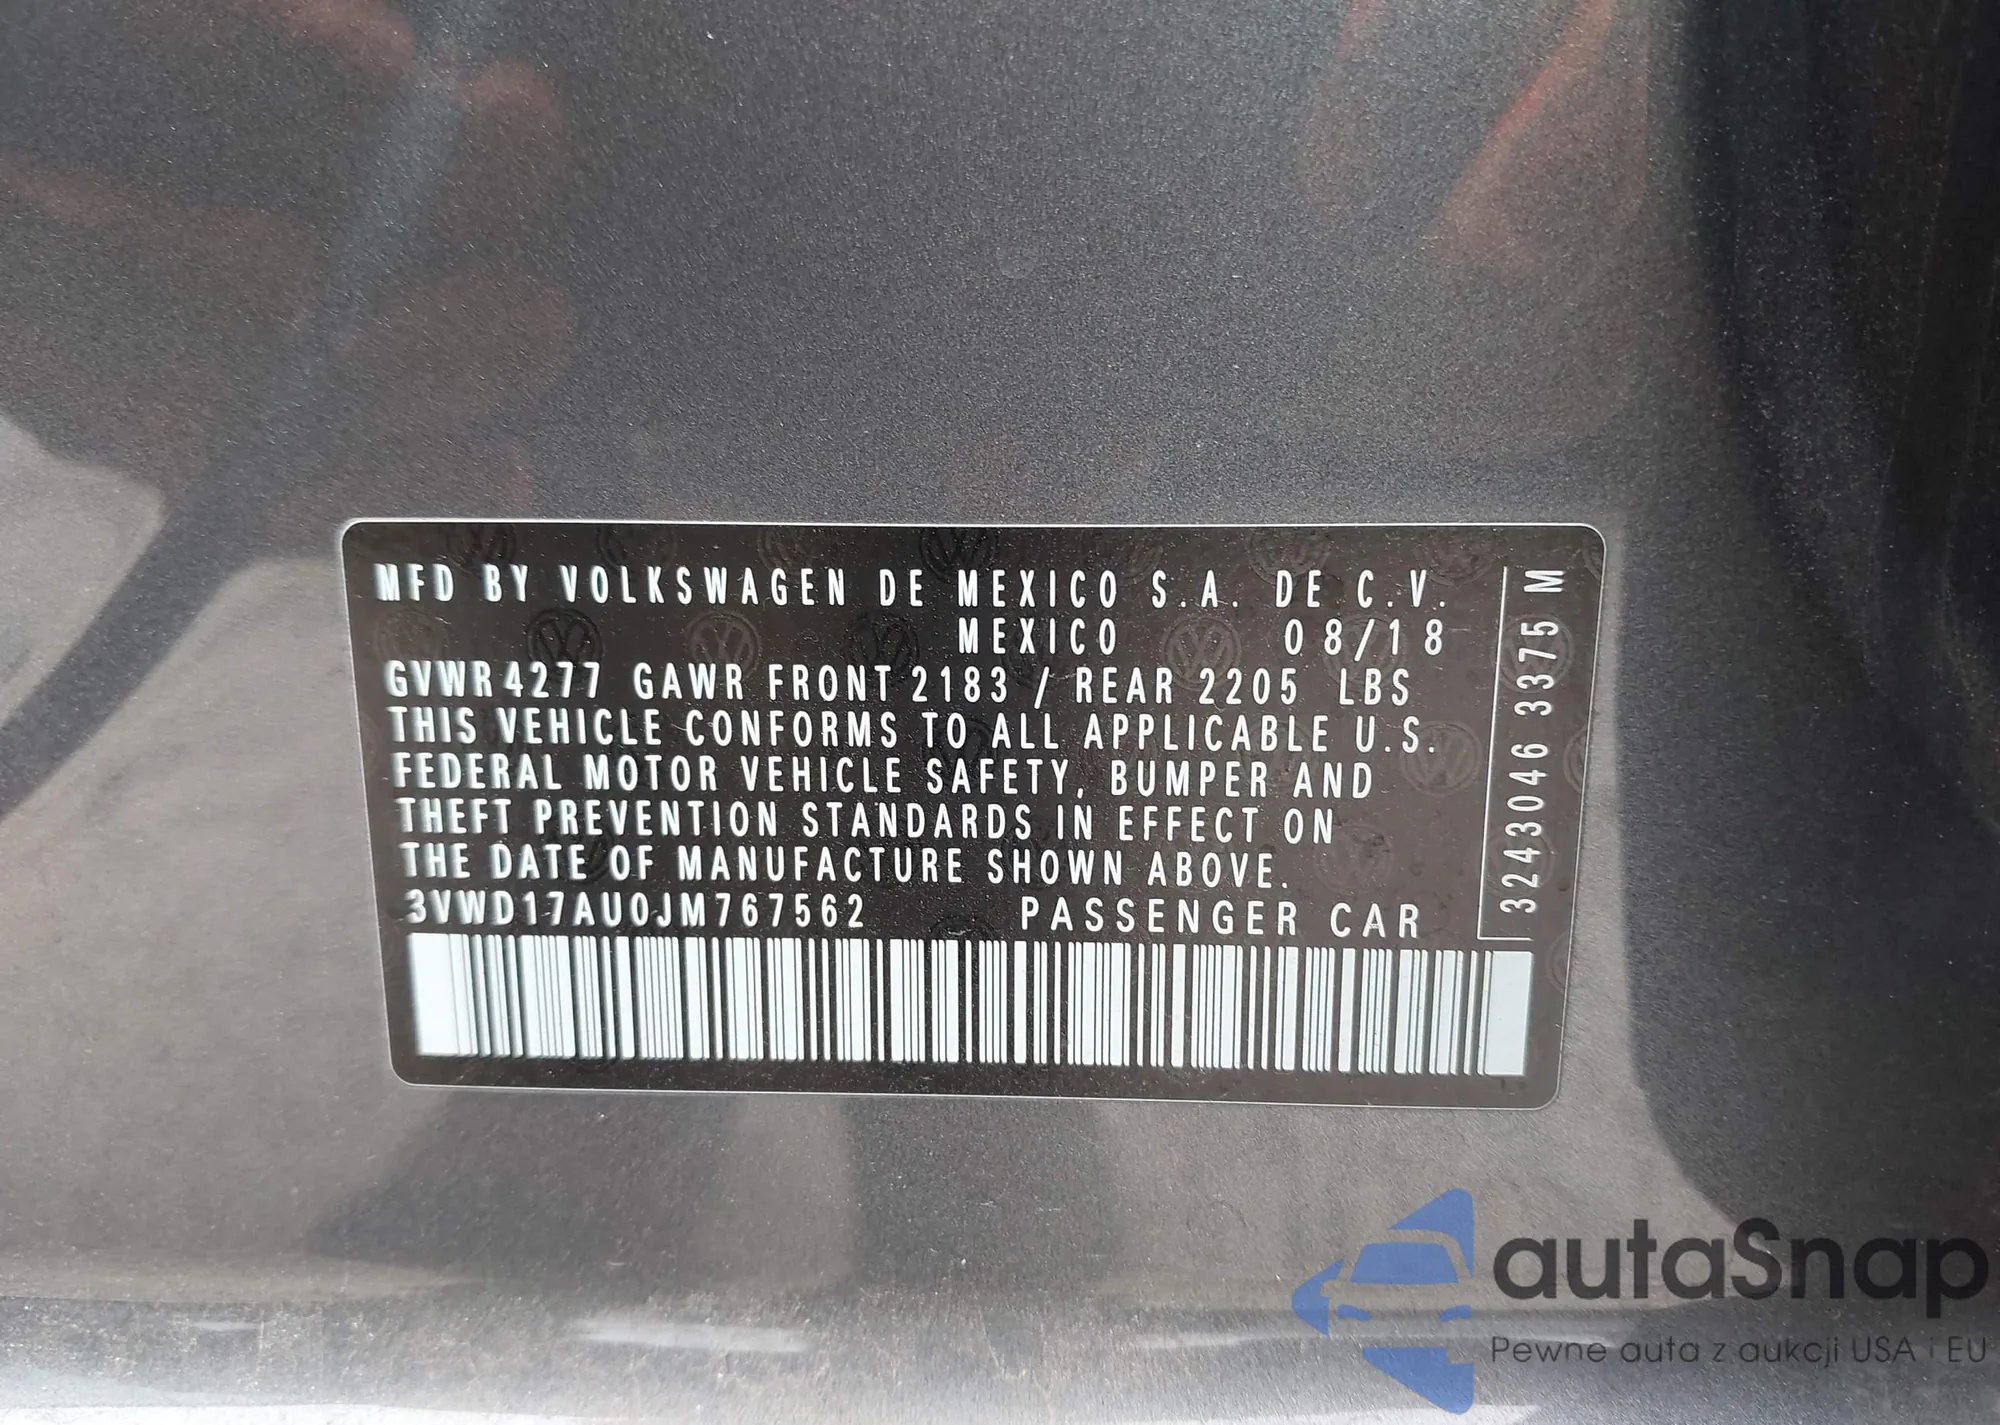 MFD BY VOLKSWAGEN DE MEXICO S.A. DE C.V.
MEXICO 08/18
GVWR 4277 GAWR FRONT 2183 / REAR 2205 LBS
THIS VEHICLE CONFORMS TO ALL APPLICABLE U.S.
FEDERAL MOTOR VEHICLE SAFETY, BUMPER AND
THEFT PREVENTION STANDARDS IN EFFECT ON
THE DATE OF MANUFACTURE SHOWN ABOVE.
3VWD17AU0JM767562 PASSENGER CAR
3243046 3375 M
autaSnap
Pewne auta z aukcji USA i EU